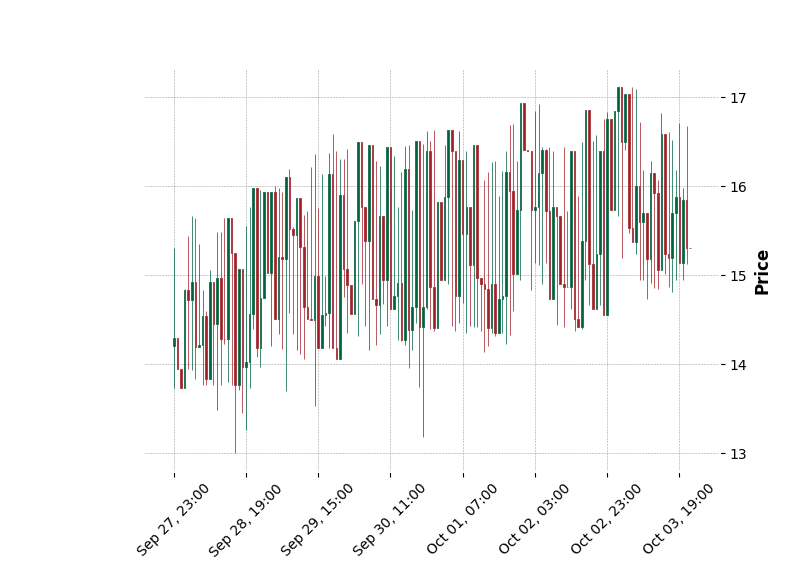 17
16
15
14
13
Price
Sep 27, 23:00
Sep 28, 19:00
Sep 29, 15:00
Sep 30, 11:00
Oct 01, 07:00
Oct 02, 03:00
Oct 02, 23:00
Oct 03, 19:00